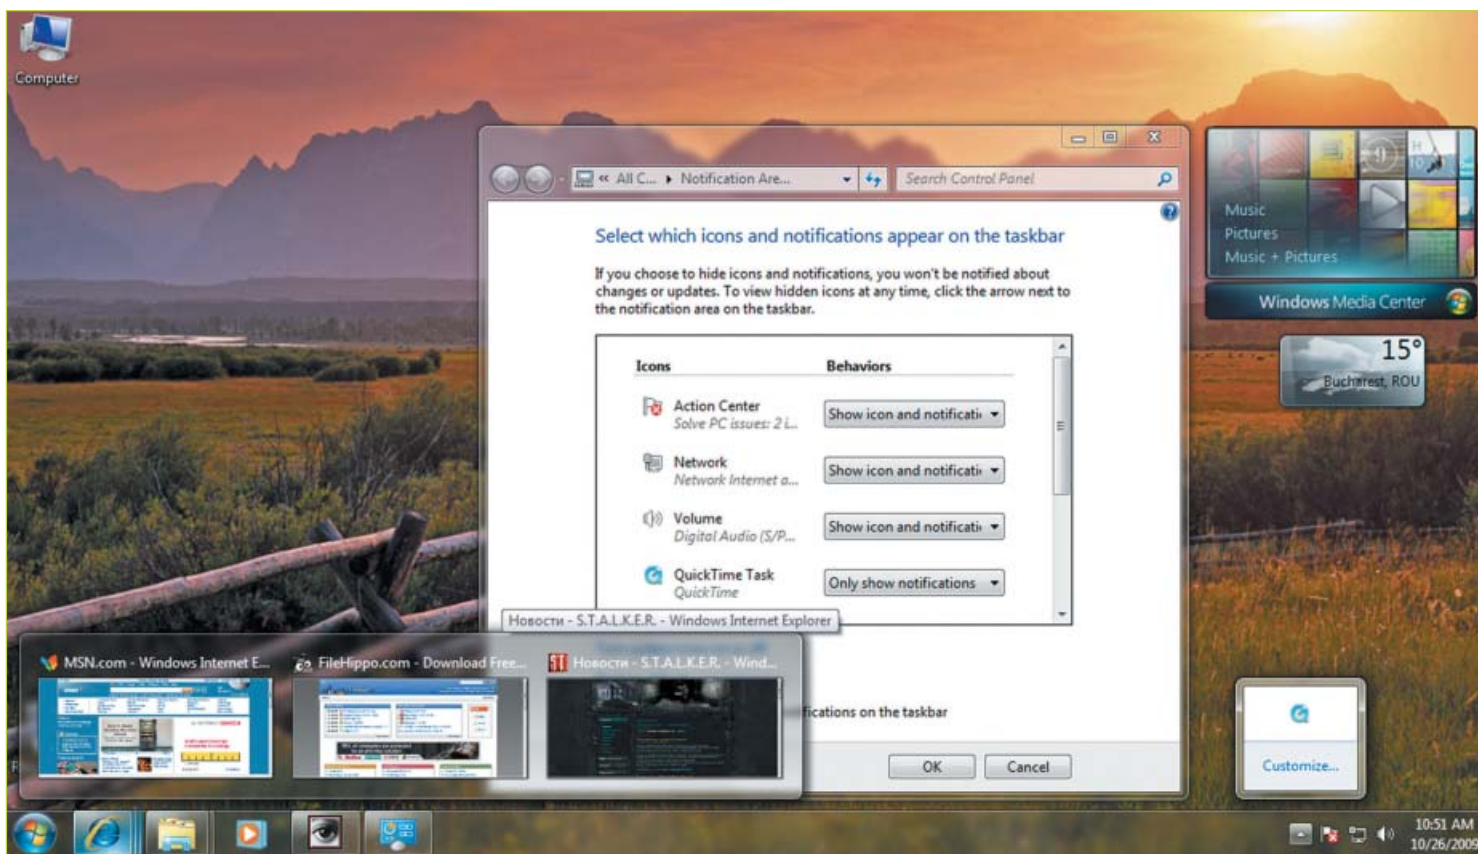 Computer
« All C... ▸ Notification Are...
Search Control Panel
Select which icons and notifications appear on the taskbar
If you choose to hide icons and notifications, you won't be notified about
changes or updates. To view hidden icons at any time, click the arrow next to
the notification area on the taskbar.
Icons Behaviors
Action Center
Solve PC issues: 2 i...
Show icon and notificati
Network
Network Internet a...
Show icon and notificati
Volume
Digital Audio (S/P...
Show icon and notificati
QuickTime Task
QuickTime
Only show notifications
Новости - S.T.A.L.K.E.R. - Windows Internet Explorer
MSN.com - Windows Internet E...
FileHippo.com - Download Free...
Новости - S.T.A.L.K.E.R. - Wind...
fications on the taskbar
OK
Cancel
Music
Pictures
Music + Pictures
Windows Media Center
15°
Bucharest, ROU
Customize...
10:51 AM
10/26/2009